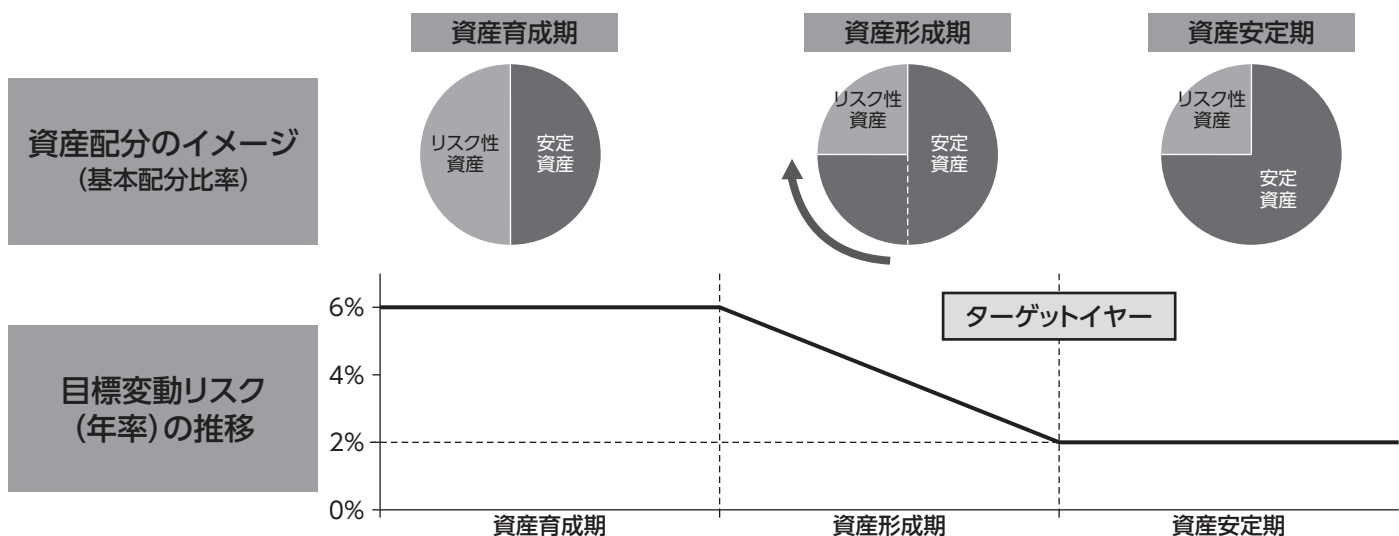 資産育成期
資産形成期
資産安定期
資産配分のイメージ
(基本配分比率)
リスク性
資産
安定
資産
リスク性
資産
安定
資産
リスク性
資産
安定
資産
目標変動リスク
(年率)の推移
6%
4%
2%
0%
ターゲットイヤー
資産育成期
資産形成期
資産安定期